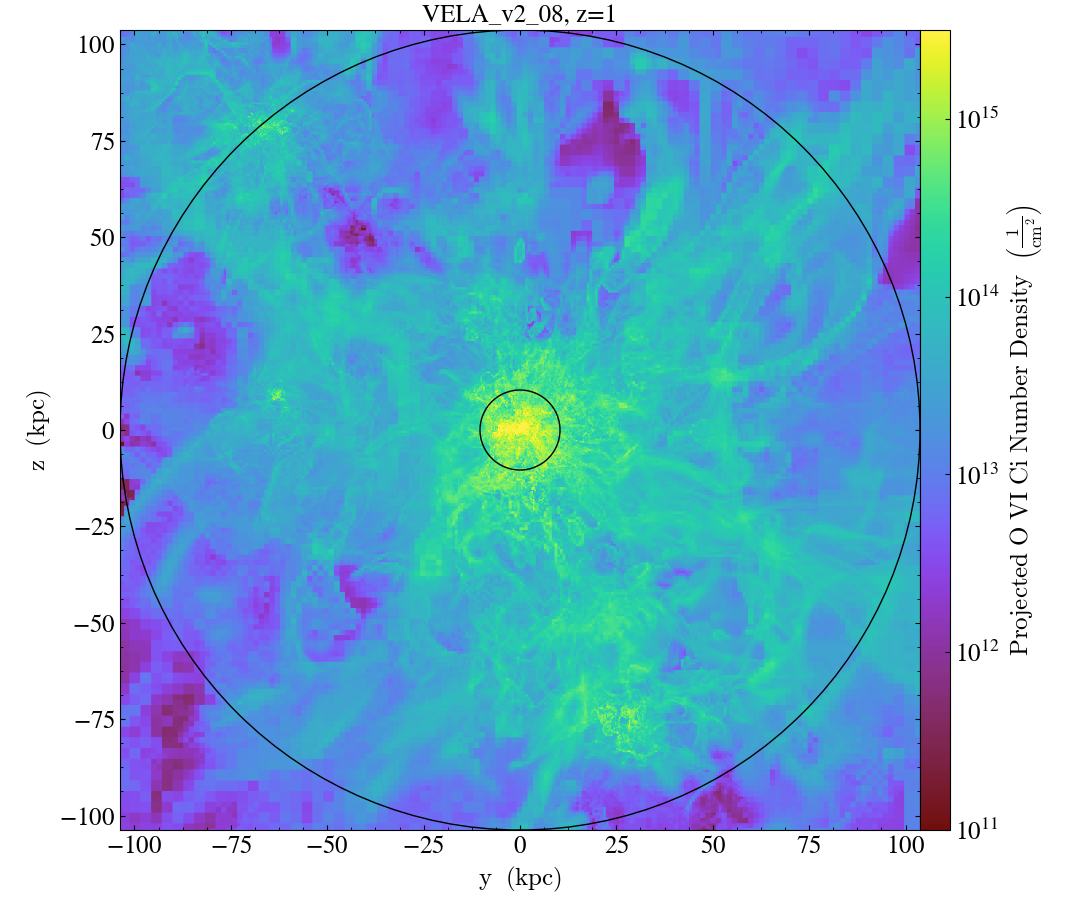 VELA_v2_08, z=1
100
75
50
25
0
−25
−50
−75
−100
z (kpc)
−100 −75 −50 −25 0 25 50 75 100
y (kpc)
10^15
10^14
10^13
10^12
10^11
Projected O VI Ci Number Density (1/cm^2)